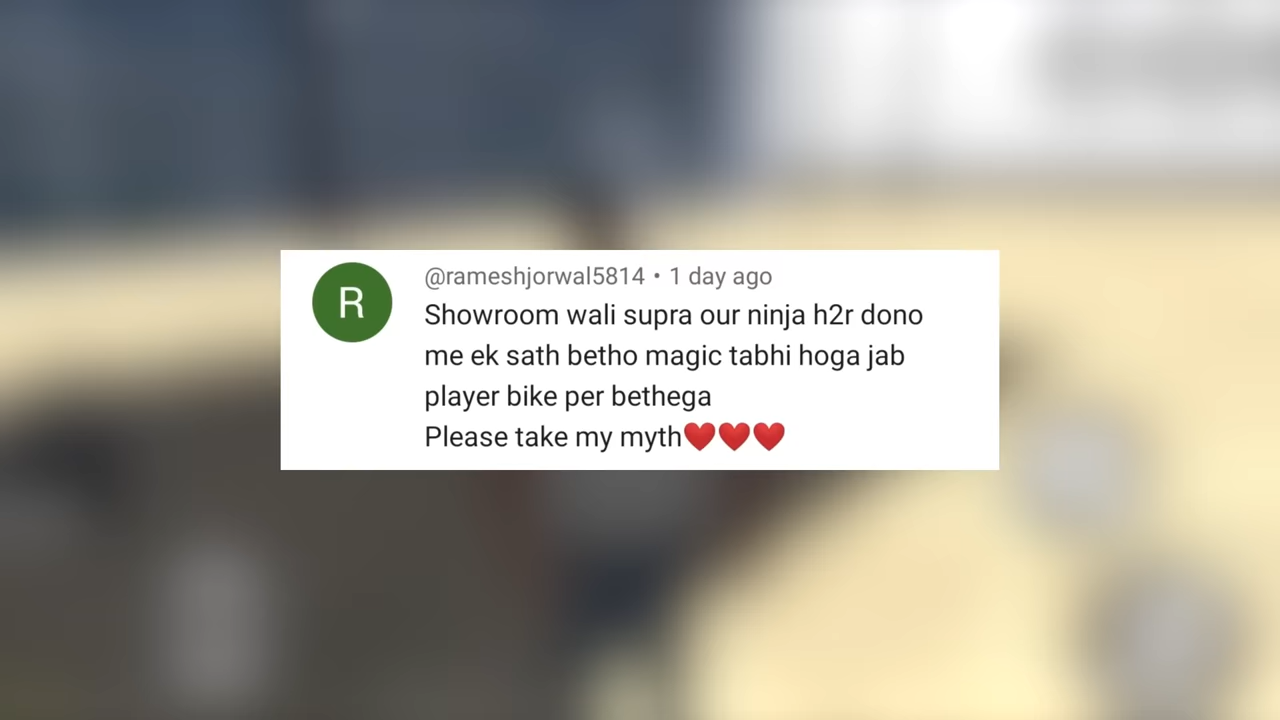 R
@rameshjorwal5814 • 1 day ago
Showroom wali supra our ninja h2r dono
me ek sath betho magic tabhi hoga jab
player bike per bethega
Please take my myth❤️❤️❤️